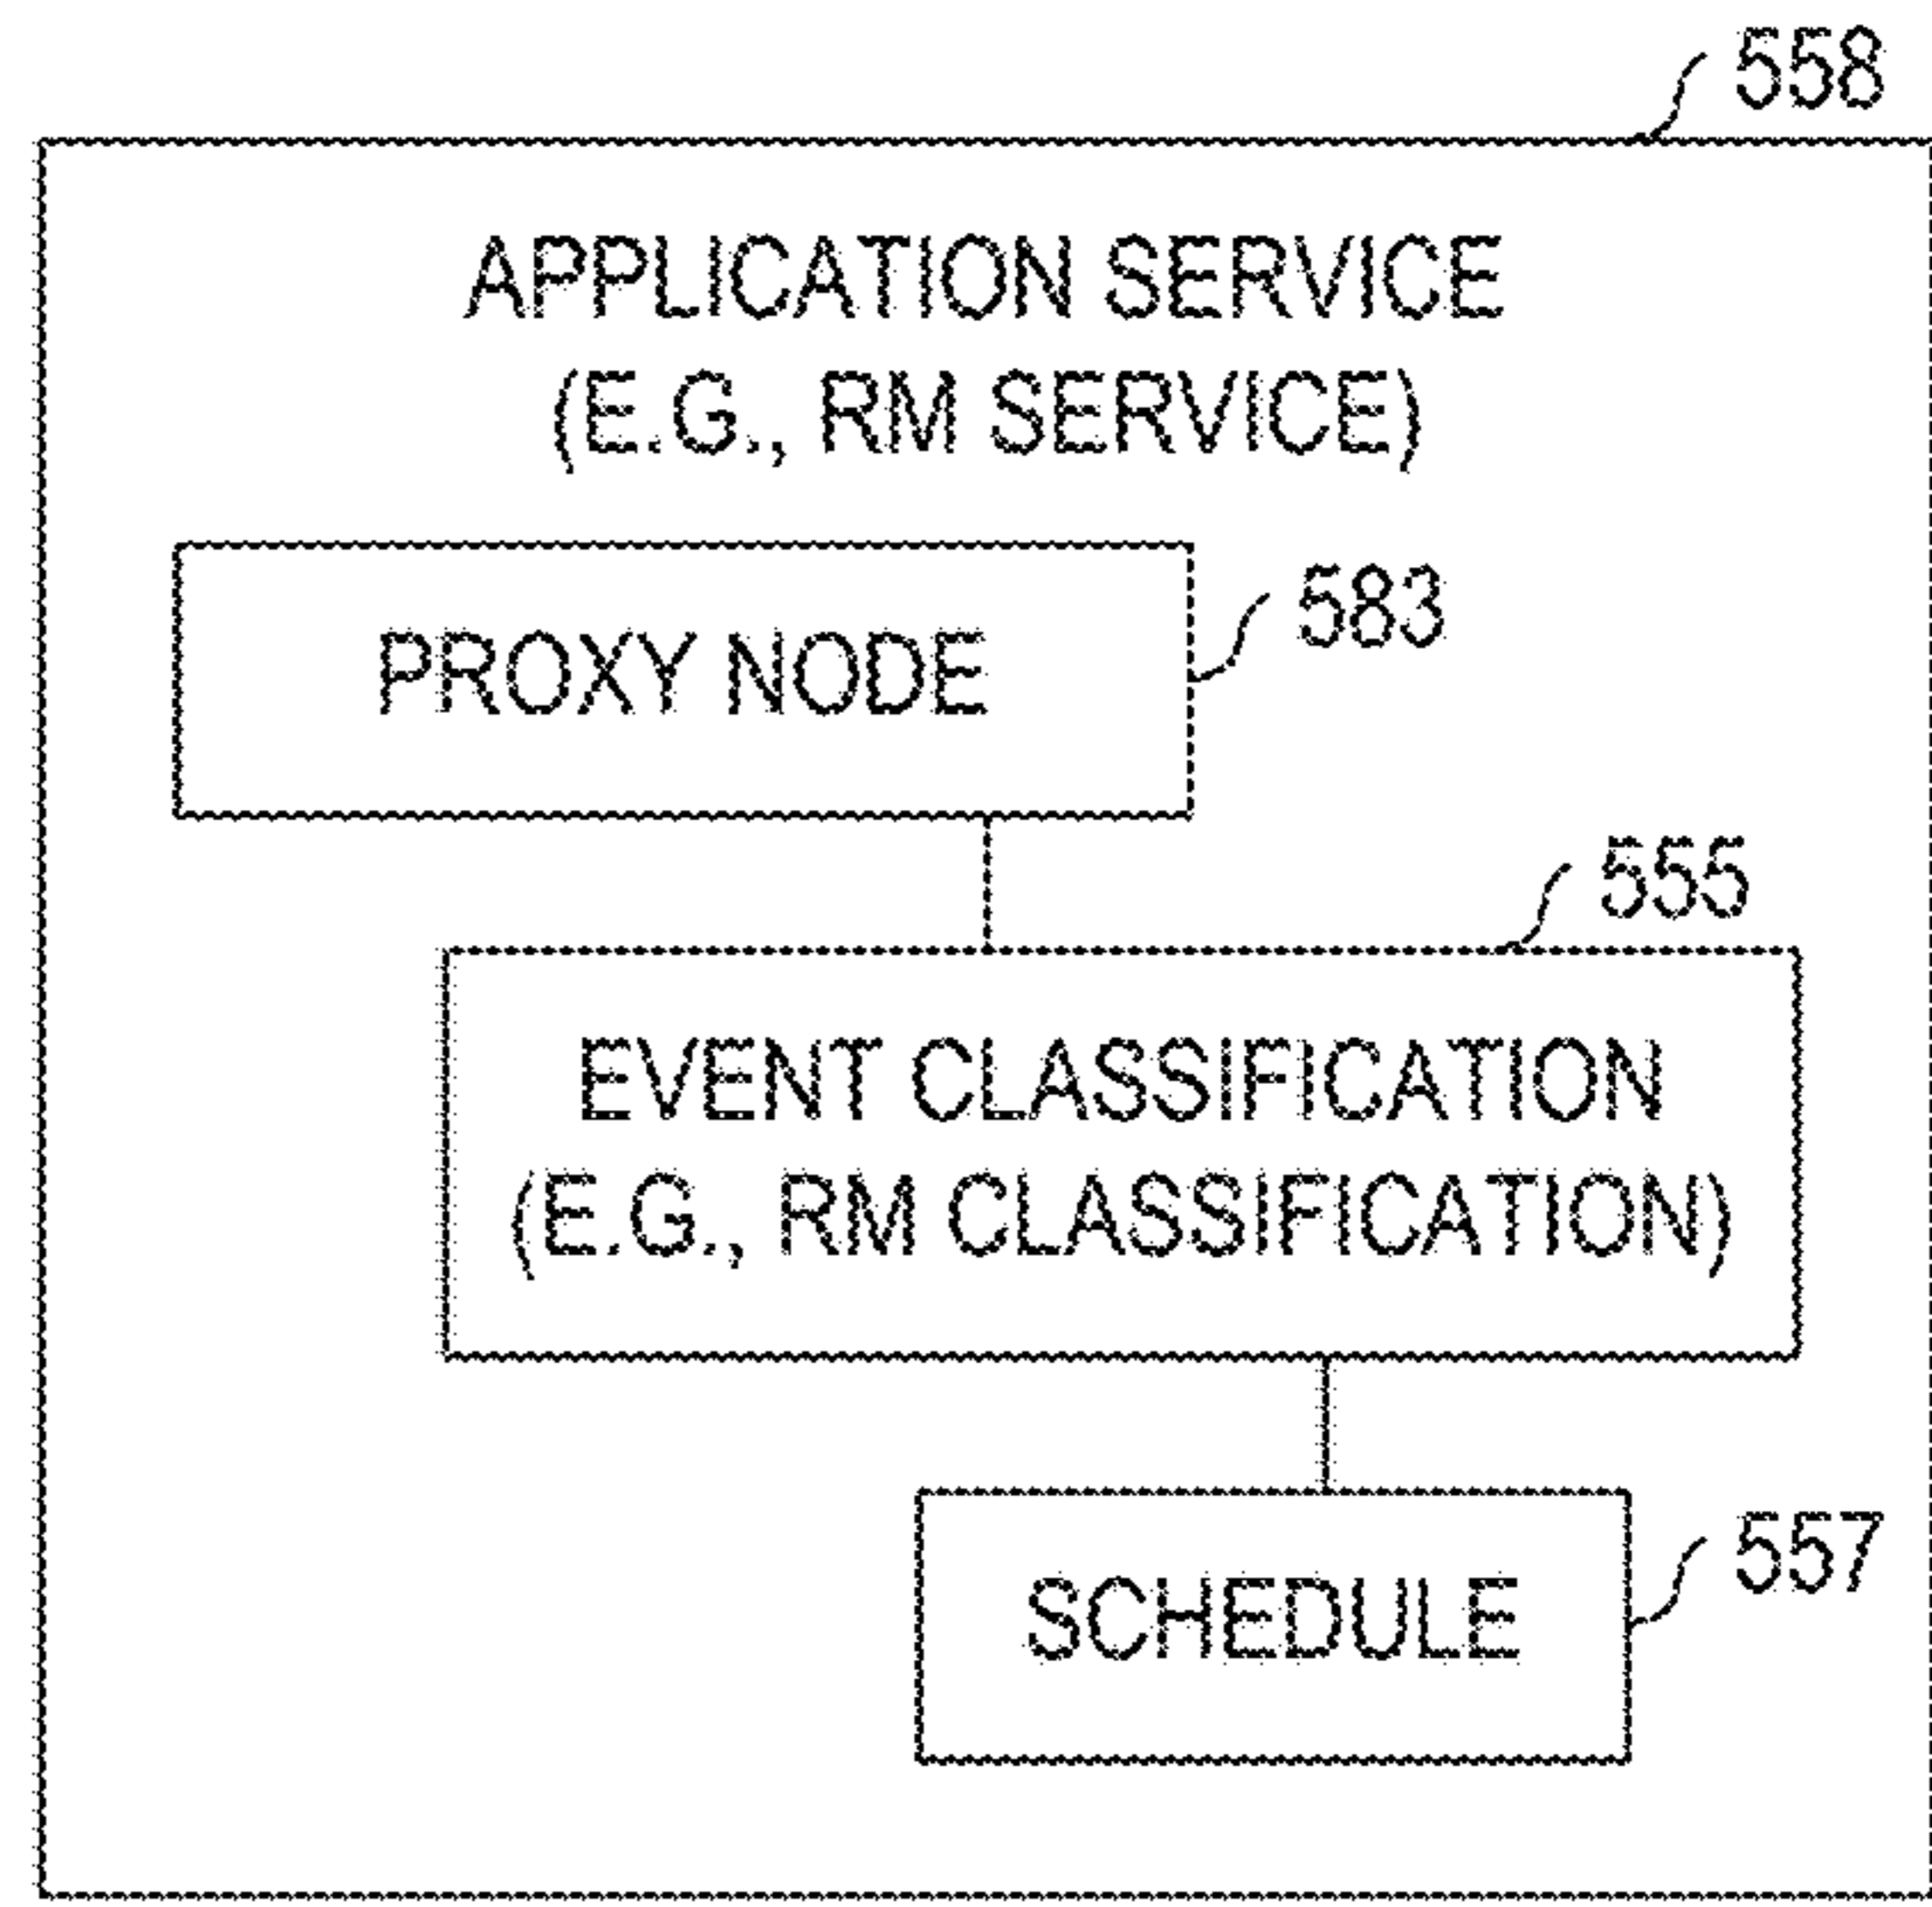 558
APPLICATION SERVICE
(E.G., RM SERVICE)
PROXY NODE
583
555
EVENT CLASSIFICATION
(E.G., RM CLASSIFICATION)
SCHEDULE
557